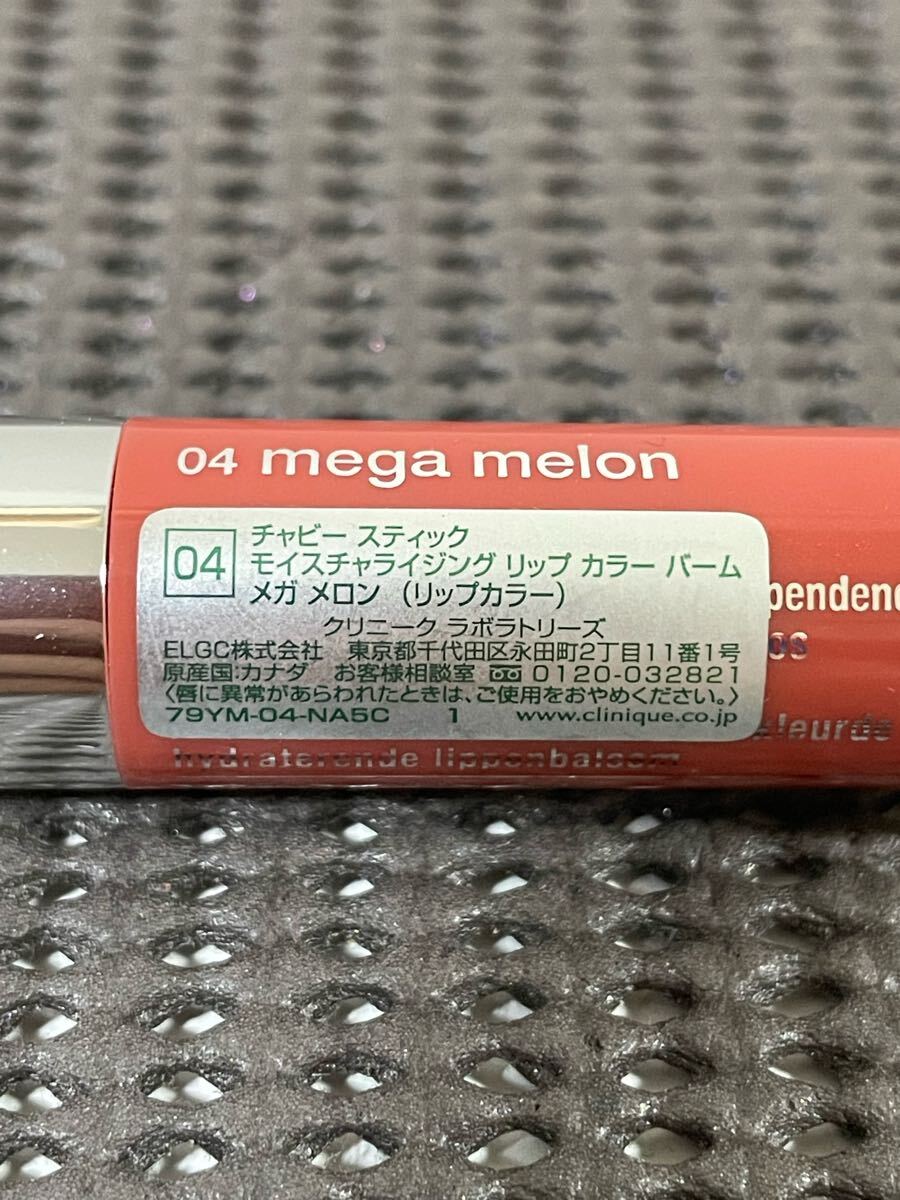 04 mega melon
04
チャビー スティック
モイスチャライジング リップ カラー バーム
メガ メロン (リップカラー)
クリニーク ラボラトリーズ
ELGC株式会社 東京都千代田区永田町2丁目11番1号
原産国:カナダ お客様相談室 0120-032821
〈唇に異常があらわれたときは、ご使用をおやめください。〉
79YM-04-NA5C 1 www.clinique.co.jp
hydraterende lippenbalsem